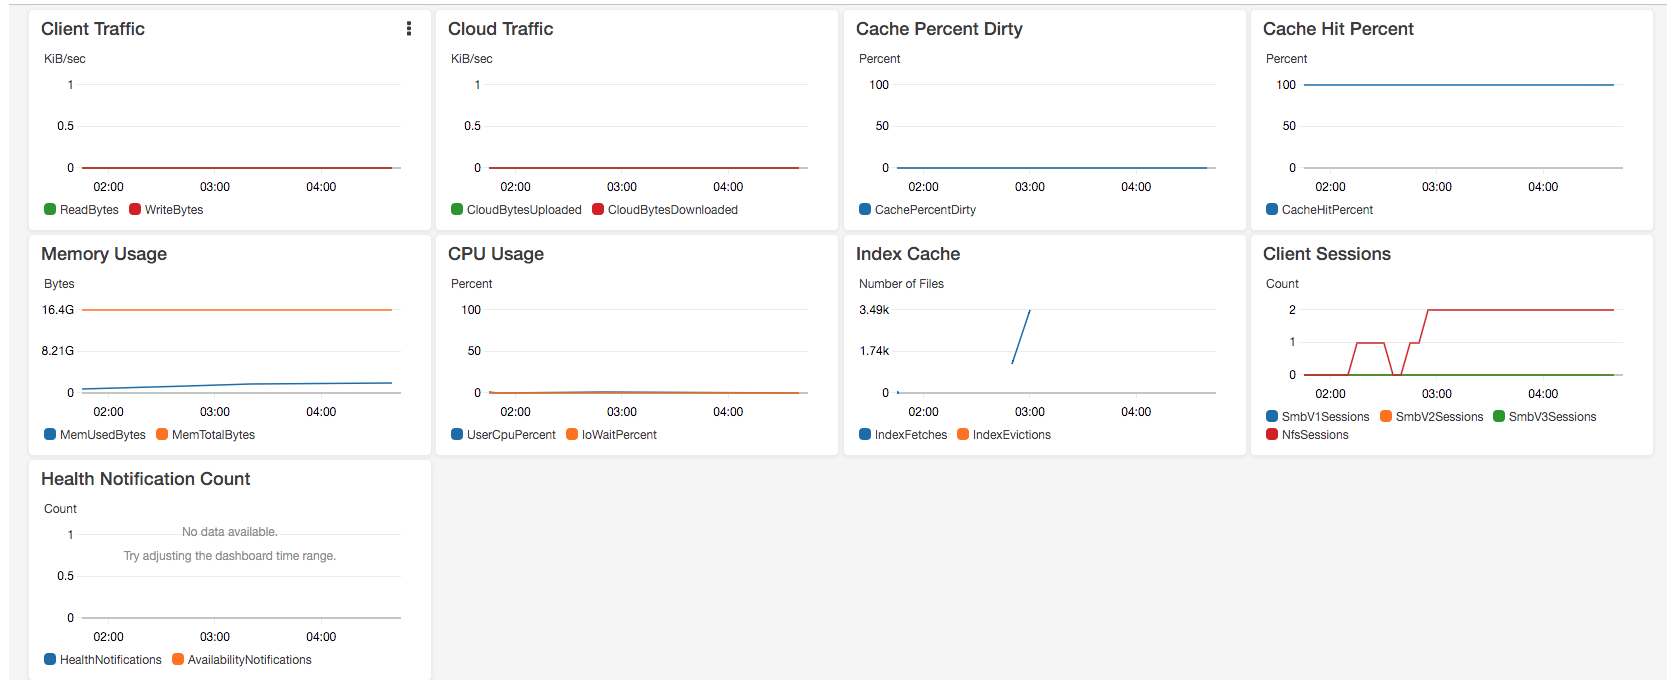 Client Traffic
KiB/sec
1
0.5
0
02:00 03:00 04:00
ReadBytes WriteBytes
Cloud Traffic
KiB/sec
1
0.5
0
02:00 03:00 04:00
CloudBytesUploaded CloudBytesDownloaded
Cache Percent Dirty
Percent
100
50
0
02:00 03:00 04:00
CachePercentDirty
Cache Hit Percent
Percent
100
50
0
02:00 03:00 04:00
CacheHitPercent
Memory Usage
Bytes
16.4G
8.21G
0
02:00 03:00 04:00
MemUsedBytes MemTotalBytes
CPU Usage
Percent
100
50
0
02:00 03:00 04:00
UserCpuPercent IoWaitPercent
Index Cache
Number of Files
3.49k
1.74k
0
02:00 03:00 04:00
IndexFetches IndexEvictions
Client Sessions
Count
2
1
0
02:00 03:00 04:00
SmbV1Sessions SmbV2Sessions SmbV3Sessions
NfsSessions
Health Notification Count
Count
1
No data available.
Try adjusting the dashboard time range.
0.5
0
02:00 03:00 04:00
HealthNotifications AvailabilityNotifications